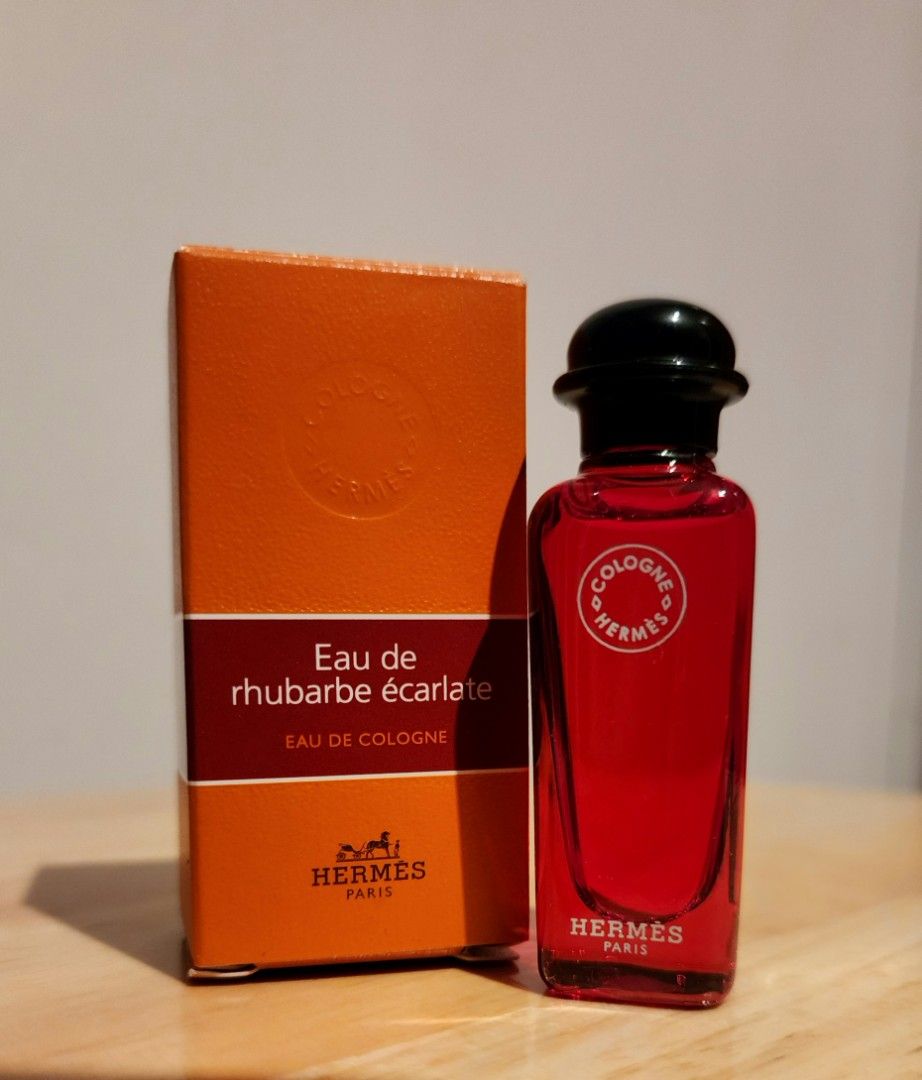 COLOGNE
HERMÈS
Eau de
rhubarbe écarlate
EAU DE COLOGNE
HERMÈS
PARIS
COLOGNE
HERMÈS
HERMÈS
PARIS